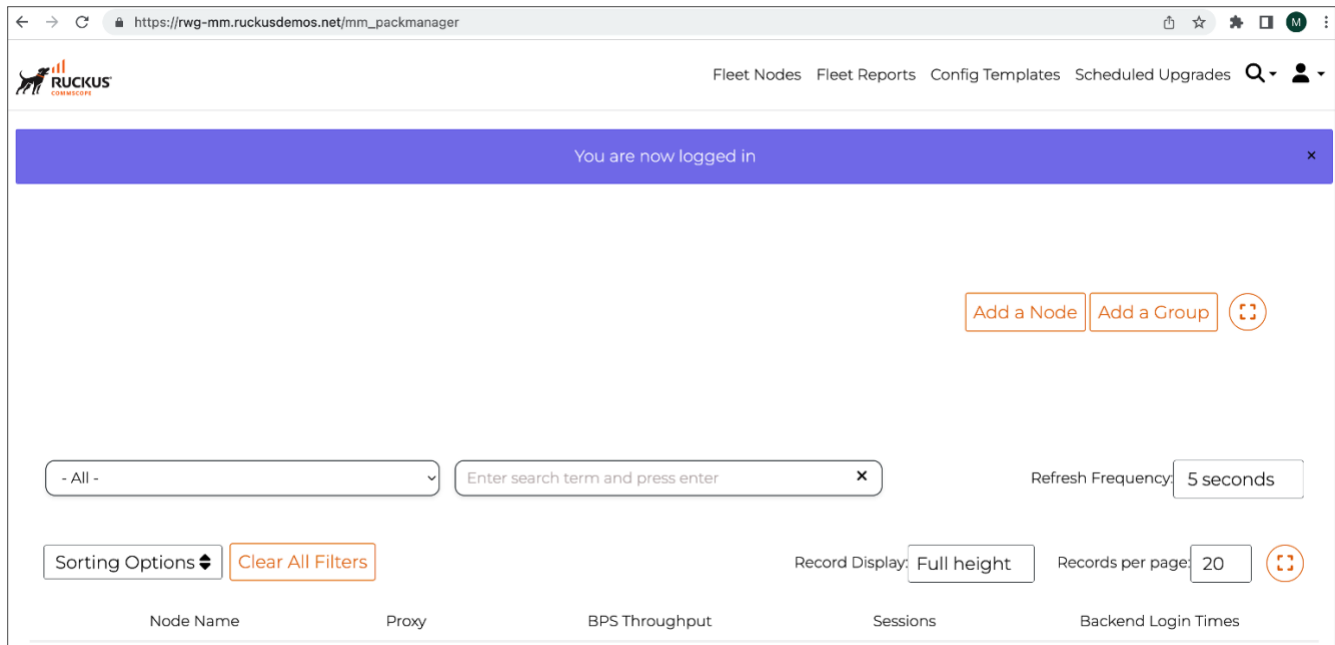 https://rwg-mm.ruckusdemos.net/mm_packmanager
M
RUCKUS
COMMSCOPE
Fleet Nodes Fleet Reports Config Templates Scheduled Upgrades
You are now logged in
Add a Node Add a Group
- All - Enter search term and press enter Refresh Frequency: 5 seconds
Sorting Options Clear All Filters Record Display: Full height Records per page: 20
Node Name Proxy BPS Throughput Sessions Backend Login Times